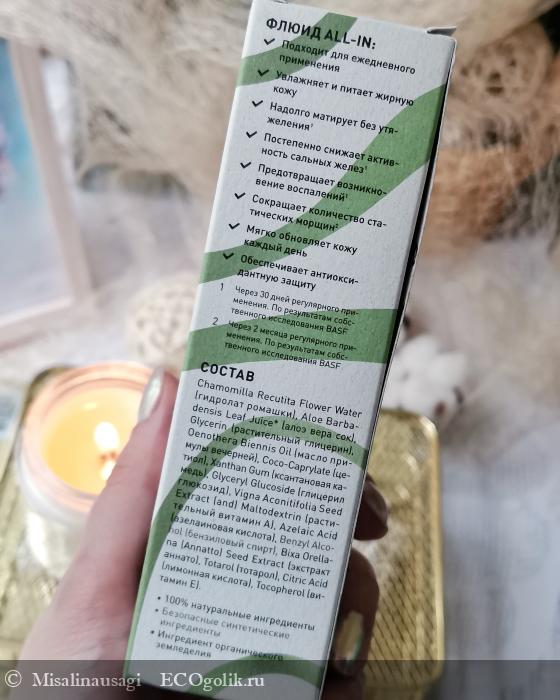 ФЛЮИД ALL-IN:
✓ Подходит для ежедневного
применения
✓ Увлажняет и питает жирную
кожу
✓ Надолго матирует без утя-
желения¹
✓ Постепенно снижает актив-
ность сальных желез¹
✓ Предотвращает возникно-
вение воспалений¹
✓ Сокращает количество ста-
тических морщин²
✓ Мягко обновляет кожу
каждый день
✓ Обеспечивает антиокси-
дантную защиту
1 Через 30 дней регулярного при-
менения. По результатам собс-
твенного исследования BASF
2 Через 2 месяца регулярного при-
менения. По результатам собс-
твенного исследования BASF
СОСТАВ
Chamomilla Recutita Flower Water
(гидролат ромашки), Aloe Barba-
densis Leaf Juice* (алоэ вера сок),
Glycerin (растительный глицерин),
Oenothera Biennis Oil (масло при-
мулы вечерней), Coco-Caprylate (це-
тиол), Xanthan Gum (ксантановая ка-
медь), Glyceryl Glucoside (глицерил
глюкозид), Vigna Aconitifolia Seed
Extract (and) Maltodextrin (расти-
тельный витамин А), Azelaic Acid
(азелаиновая кислота), Benzyl Alco-
hol (бензиловый спирт), Bixa Orella-
na (Annatto) Seed Extract (экстракт
аннато), Totarol (тотарол), Citric Acid
(лимонная кислота), Tocopherol (ви-
тамин Е).
• 100% натуральные ингредиенты
• Безопасные синтетические
ингредиенты
* Ингредиент органического
земледелия
© Misalinausagi ECOgolik.ru